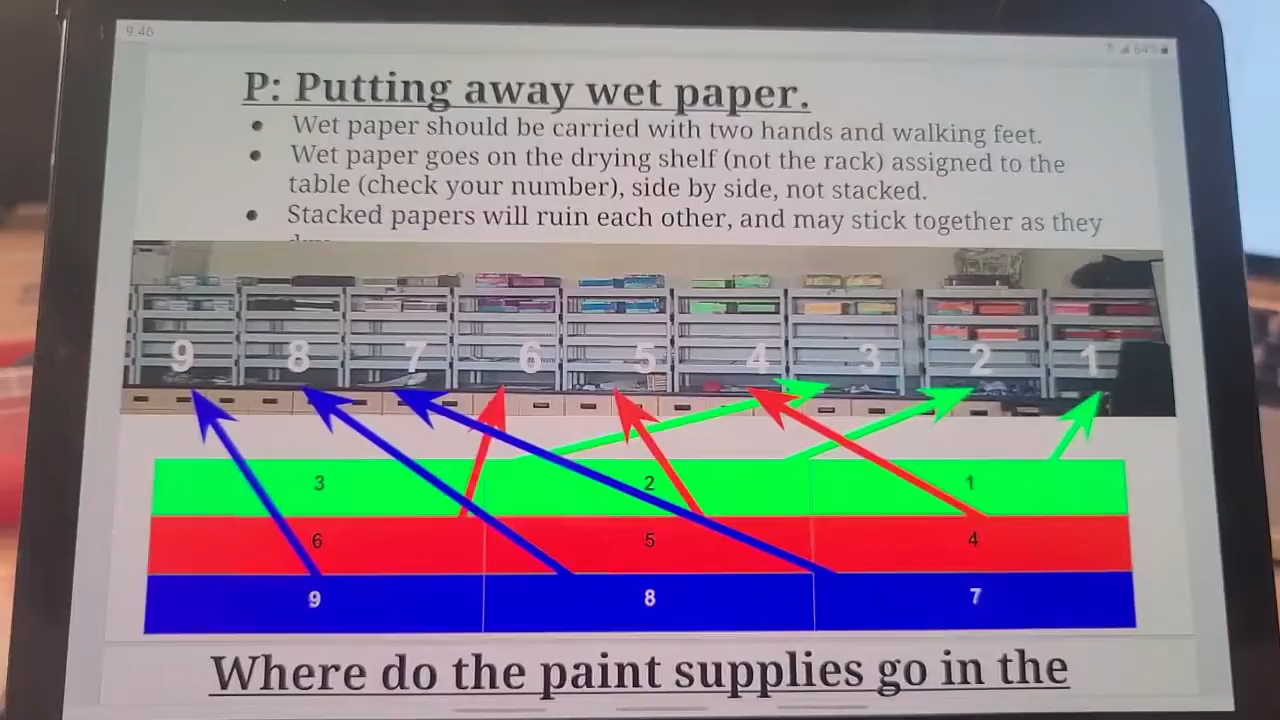 9.46
64%
P: Putting away wet paper.
• Wet paper should be carried with two hands and walking feet.
• Wet paper goes on the drying shelf (not the rack) assigned to the
table (check your number), side by side, not stacked.
• Stacked papers will ruin each other, and may stick together as they
9 8 7 6 5 4 3 2 1
3 2 1
6 5 4
9 8 7
Where do the paint supplies go in the